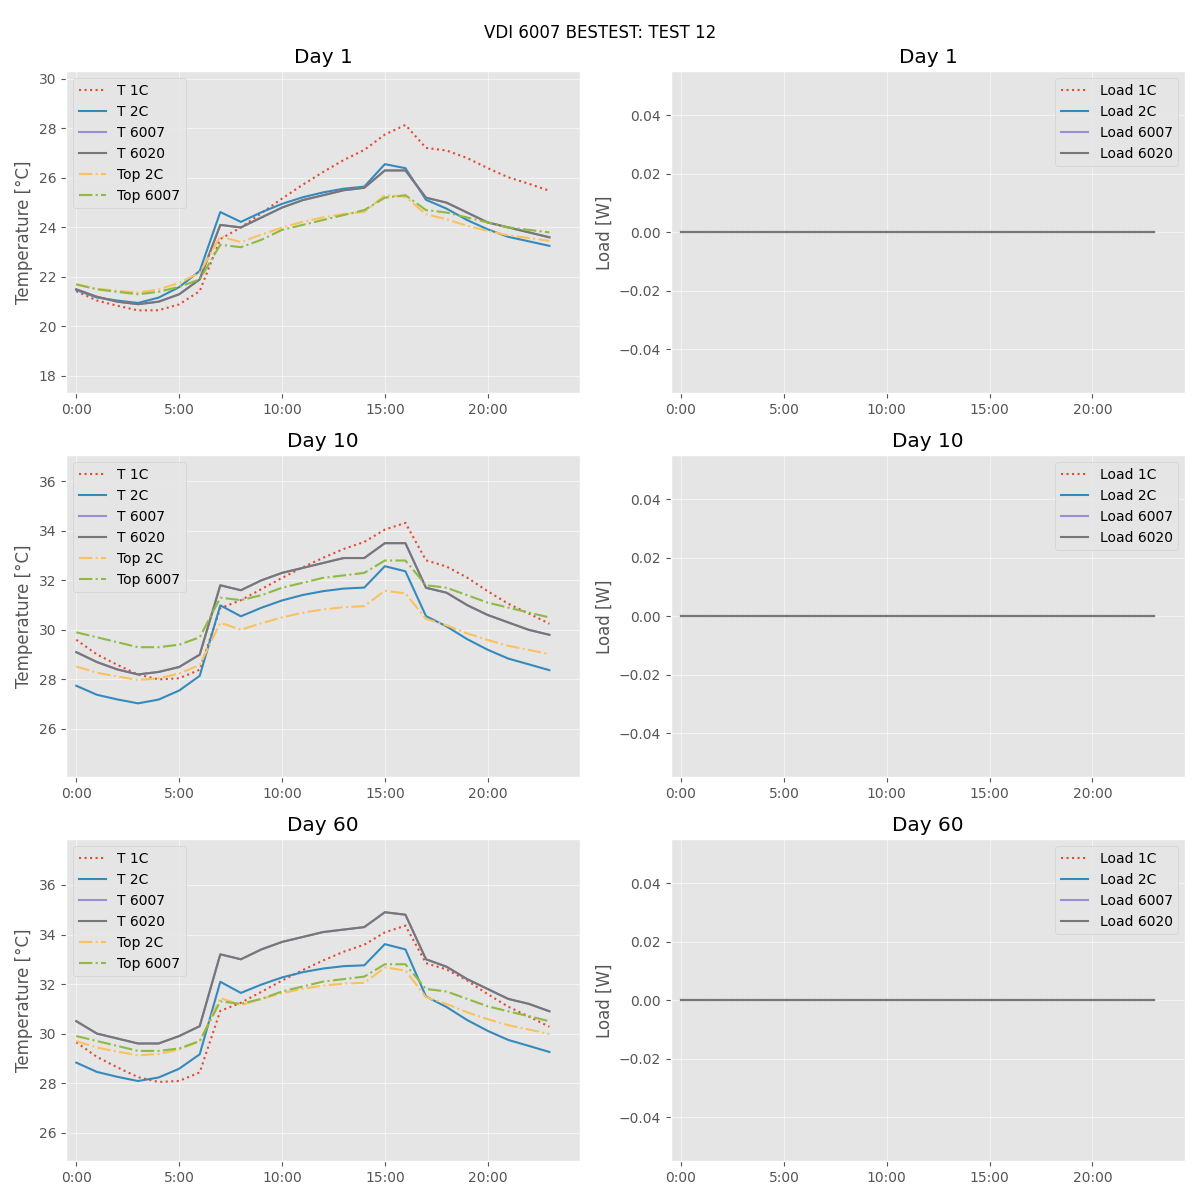 VDI 6007 BESTEST: TEST 12
Day 1
Temperature [°C]
30
28
26
24
22
20
18
T 1C
T 2C
T 6007
T 6020
Top 2C
Top 6007
0:00 5:00 10:00 15:00 20:00
Day 1
Load [W]
0.04
0.02
0.00
−0.02
−0.04
Load 1C
Load 2C
Load 6007
Load 6020
0:00 5:00 10:00 15:00 20:00
Day 10
Temperature [°C]
36
34
32
30
28
26
T 1C
T 2C
T 6007
T 6020
Top 2C
Top 6007
0:00 5:00 10:00 15:00 20:00
Day 10
Load [W]
0.04
0.02
0.00
−0.02
−0.04
Load 1C
Load 2C
Load 6007
Load 6020
0:00 5:00 10:00 15:00 20:00
Day 60
Temperature [°C]
36
34
32
30
28
26
T 1C
T 2C
T 6007
T 6020
Top 2C
Top 6007
0:00 5:00 10:00 15:00 20:00
Day 60
Load [W]
0.04
0.02
0.00
−0.02
−0.04
Load 1C
Load 2C
Load 6007
Load 6020
0:00 5:00 10:00 15:00 20:00